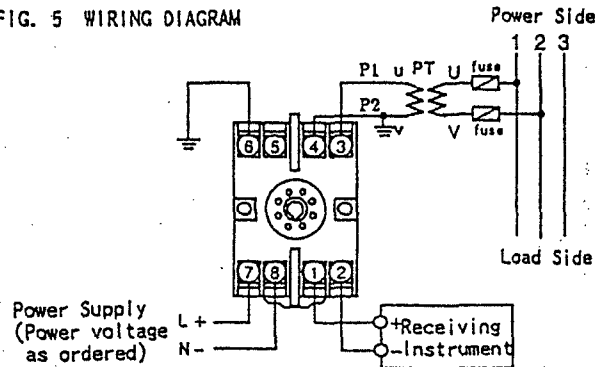 FIG. 5 WIRING DIAGRAM
Power Side
1 2 3
P1 u PT U fuse
P2
v V fuse
6 5 4 3
Load Side
7 8 1 2
Power Supply
(Power voltage
as ordered)
L +
N -
+Receiving
-Instrument